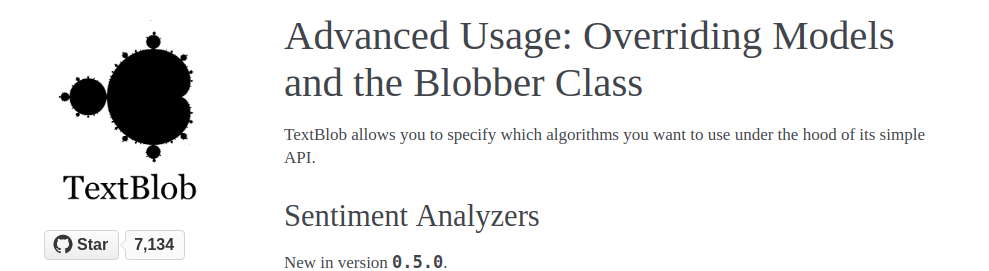 TextBlob
Star 7,134
Advanced Usage: Overriding Models
and the Blobber Class
TextBlob allows you to specify which algorithms you want to use under the hood of its simple
API.
Sentiment Analyzers
New in version 0.5.0.